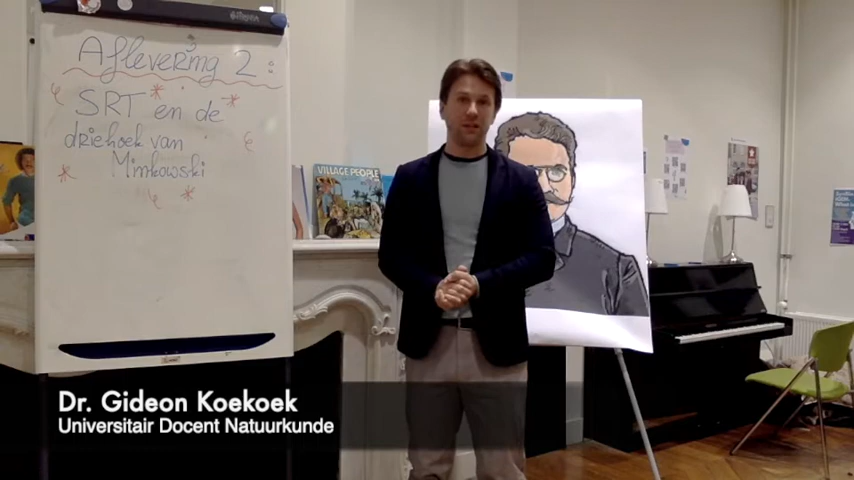 Aflevering 2:
SRT en de
driehoek van
Minkowski
VILLAGE PEOPLE
Dr. Gideon Koekoek
Universitair Docent Natuurkunde